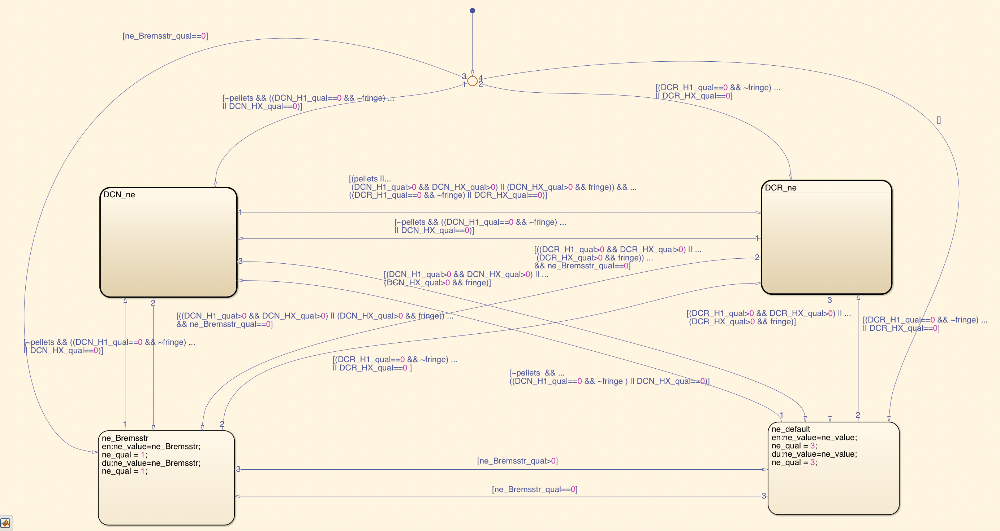 [ne_Bremsstr_qual==0]
3
4
1
2
[(DCR_H1_qual==0 && ~fringe) ...
|| DCR_HX_qual==0]
[~pellets && ((DCN_H1_qual==0 && ~fringe) ...
|| DCN_HX_qual==0)]
[]
[(pellets ||...
(DCN_H1_qual>0 && DCN_HX_qual>0) || (DCN_HX_qual>0 && fringe)) && ...
((DCR_H1_qual==0 && ~fringe) || DCR_HX_qual==0)]
DCN_ne
DCR_ne
1
[~pellets && ((DCN_H1_qual==0 && ~fringe) ...
|| DCN_HX_qual==0)]
1
[((DCR_H1_qual>0 && DCR_HX_qual>0) || ...
(DCR_HX_qual>0 && fringe)) ...
&& ne_Bremsstr_qual==0]
2
3
[(DCN_H1_qual>0 && DCN_HX_qual>0) || ...
(DCN_HX_qual>0 && fringe)]
2
3
[((DCN_H1_qual>0 && DCN_HX_qual>0) || (DCN_HX_qual>0 && fringe)) ...
&& ne_Bremsstr_qual==0]
[(DCR_H1_qual>0 && DCR_HX_qual>0) || ...
(DCR_HX_qual>0 && fringe)]
[(DCR_H1_qual==0 && ~fringe) ...
|| DCR_HX_qual==0]
[~pellets && ((DCN_H1_qual==0 && ~fringe) ...
|| DCN_HX_qual==0)]
[(DCR_H1_qual==0 && ~fringe) ...
|| DCR_HX_qual==0 ]
[~pellets  && ...
((DCN_H1_qual==0 && ~fringe ) || DCN_HX_qual==0)]
1
2
1
2
ne_Bremsstr
en:ne_value=ne_Bremsstr;
ne_qual = 1;
du:ne_value=ne_Bremsstr;
ne_qual = 1;
ne_default
en:ne_value=ne_value;
ne_qual = 3;
du:ne_value=ne_value;
ne_qual = 3;
[ne_Bremsstr_qual>0]
3
[ne_Bremsstr_qual==0]
3